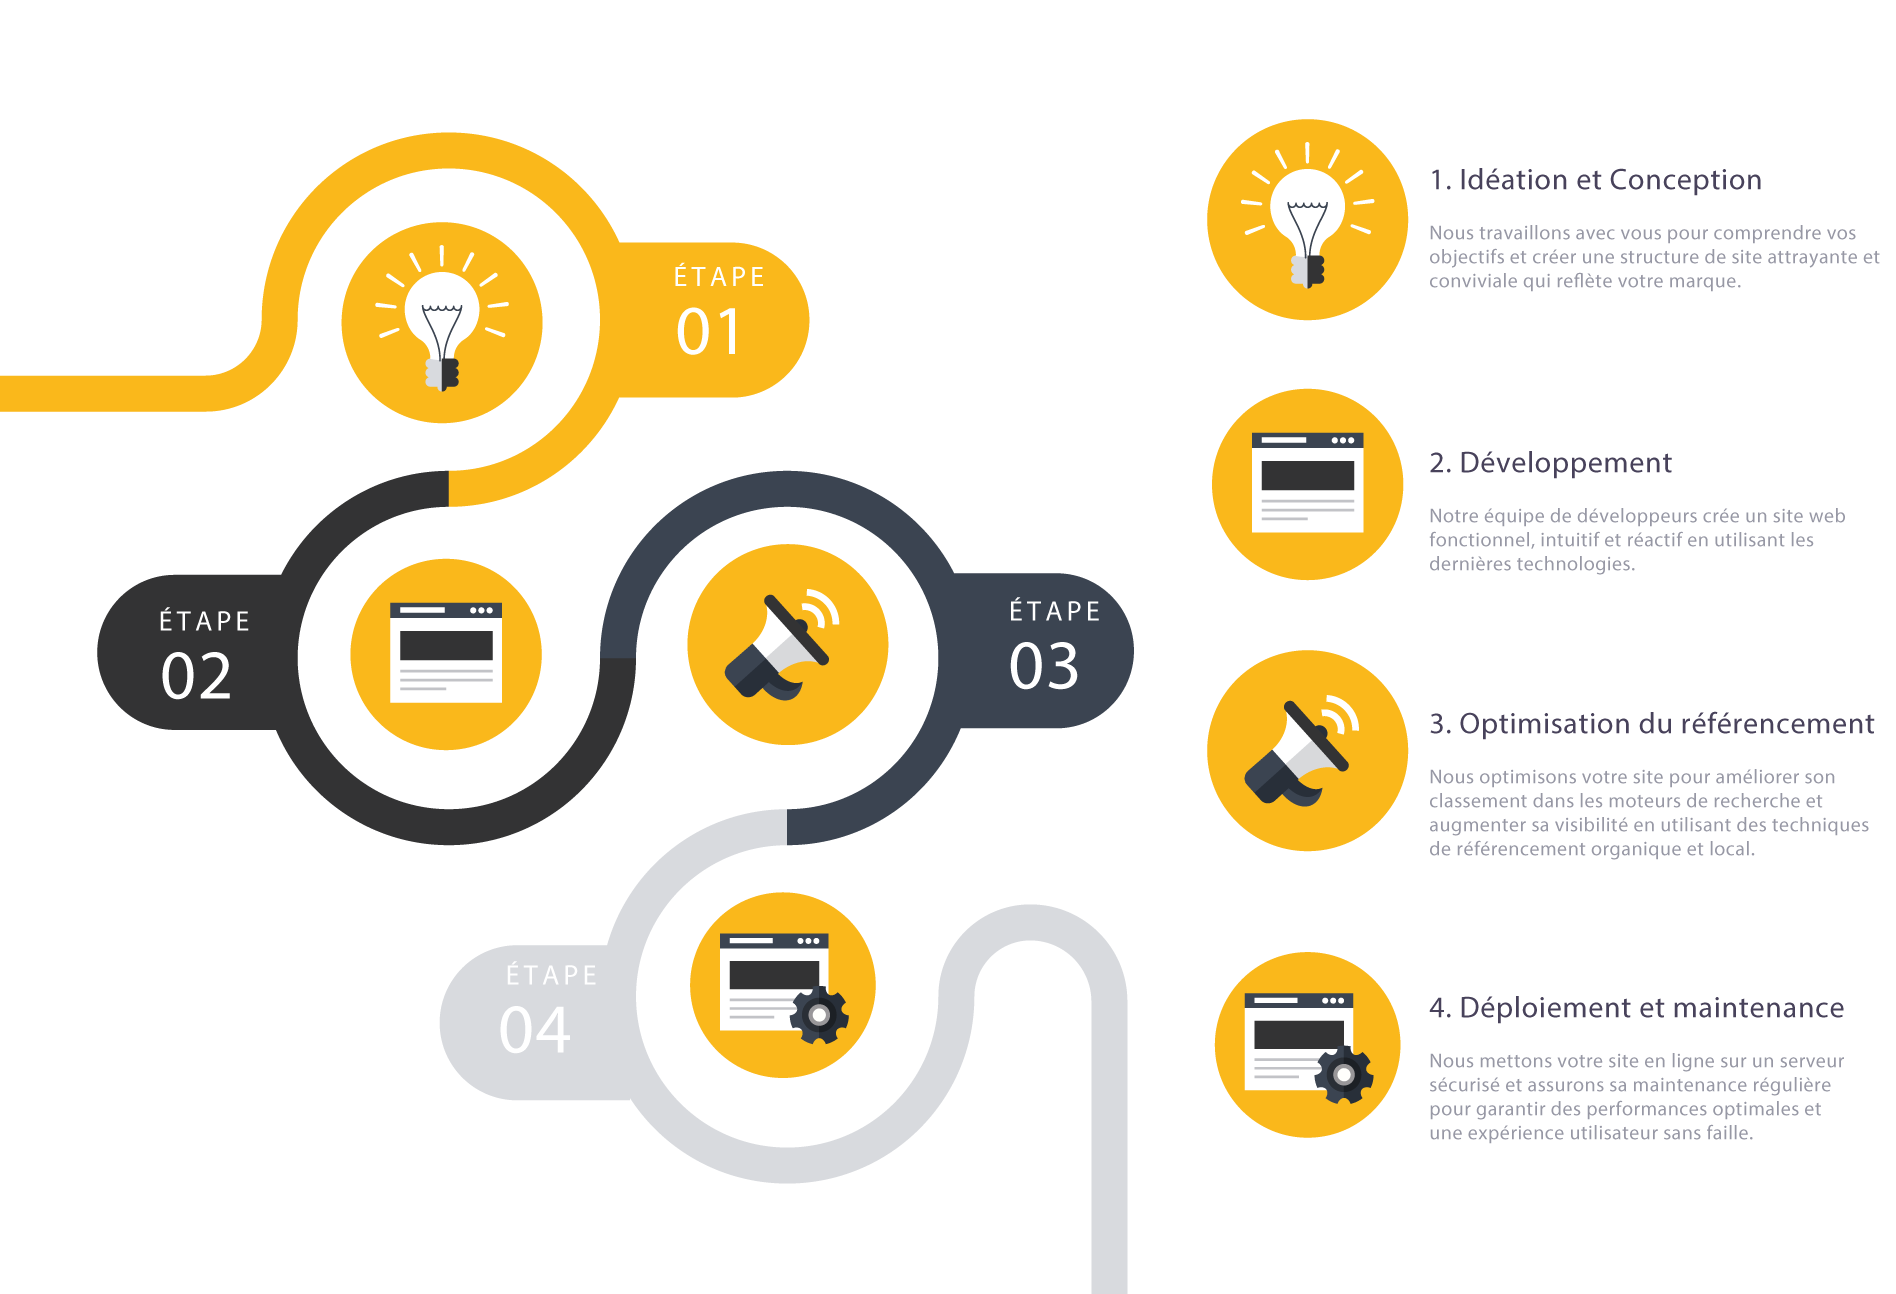 ÉTAPE
01
ÉTAPE
02
ÉTAPE
03
ÉTAPE
04
1. Idéation et Conception
Nous travaillons avec vous pour comprendre vos
objectifs et créer une structure de site attrayante et
conviviale qui reflète votre marque.
2. Développement
Notre équipe de développeurs crée un site web
fonctionnel, intuitif et réactif en utilisant les
dernières technologies.
3. Optimisation du référencement
Nous optimisons votre site pour améliorer son
classement dans les moteurs de recherche et
augmenter sa visibilité en utilisant des techniques
de référencement organique et local.
4. Déploiement et maintenance
Nous mettons votre site en ligne sur un serveur
sécurisé et assurons sa maintenance régulière
pour garantir des performances optimales et
une expérience utilisateur sans faille.